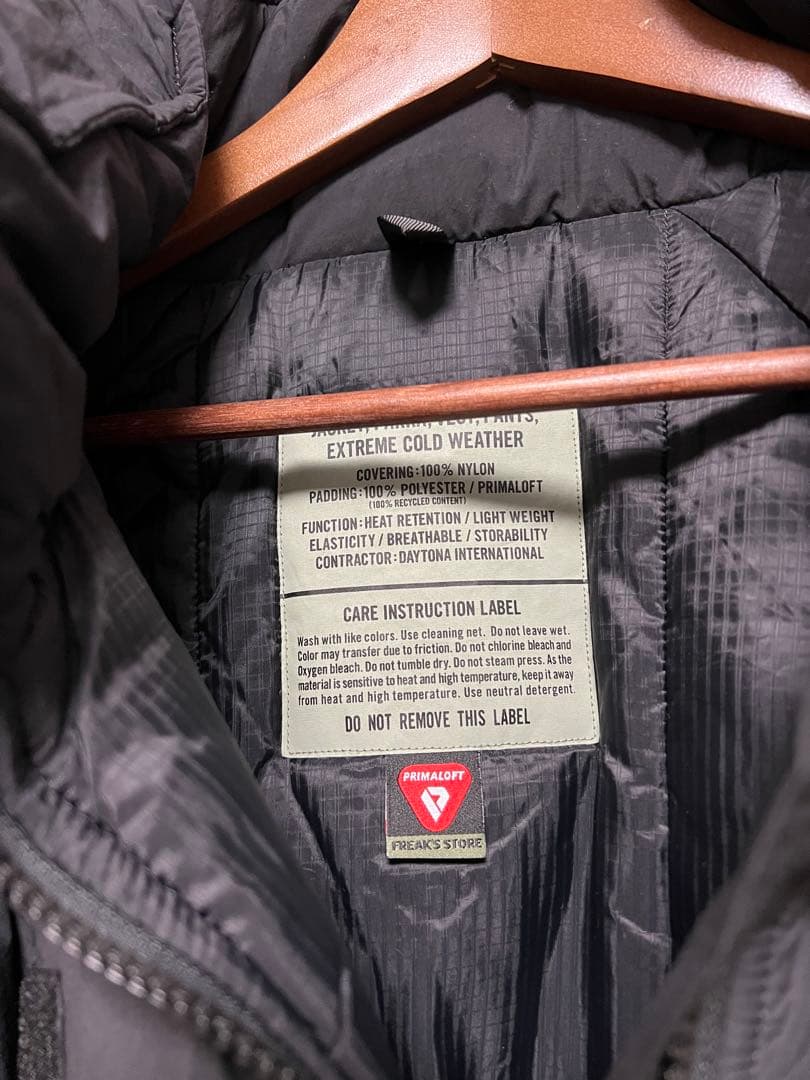 JACKET, PARKA, VEST, PANTS,
EXTREME COLD WEATHER
COVERING:100% NYLON
PADDING:100% POLYESTER / PRIMALOFT
(100% RECYCLED CONTENT)
FUNCTION:HEAT RETENTION / LIGHT WEIGHT
ELASTICITY / BREATHABLE / STORABILITY
CONTRACTOR:DAYTONA INTERNATIONAL
CARE INSTRUCTION LABEL
Wash with like colors. Use cleaning net. Do not leave wet.
Color may transfer due to friction. Do not chlorine bleach and
Oxygen bleach. Do not tumble dry. Do not steam press. As the
material is sensitive to heat and high temperature, keep it away
from heat and high temperature. Use neutral detergent.
DO NOT REMOVE THIS LABEL
PRIMALOFT
FREAK'S STORE